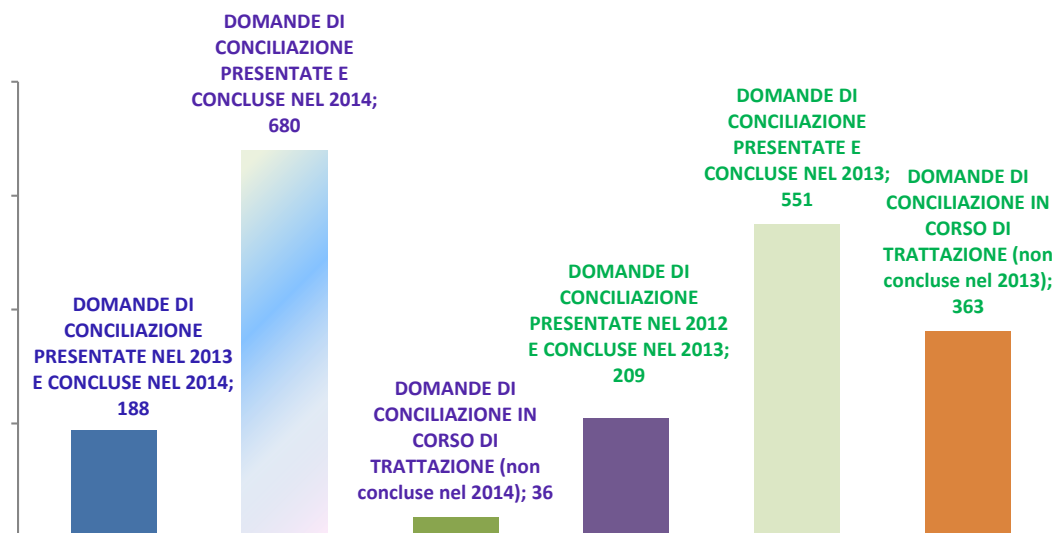 DOMANDE DI
CONCILIAZIONE
PRESENTATE NEL 2013
E CONCLUSE NEL 2014;
188
DOMANDE DI
CONCILIAZIONE
PRESENTATE E
CONCLUSE NEL 2014;
680
DOMANDE DI
CONCILIAZIONE IN
CORSO DI
TRATTAZIONE (non
concluse nel 2014); 36
DOMANDE DI
CONCILIAZIONE
PRESENTATE NEL 2012
E CONCLUSE NEL 2013;
209
DOMANDE DI
CONCILIAZIONE
PRESENTATE E
CONCLUSE NEL 2013;
551
DOMANDE DI
CONCILIAZIONE IN
CORSO DI
TRATTAZIONE (non
concluse nel 2013);
363